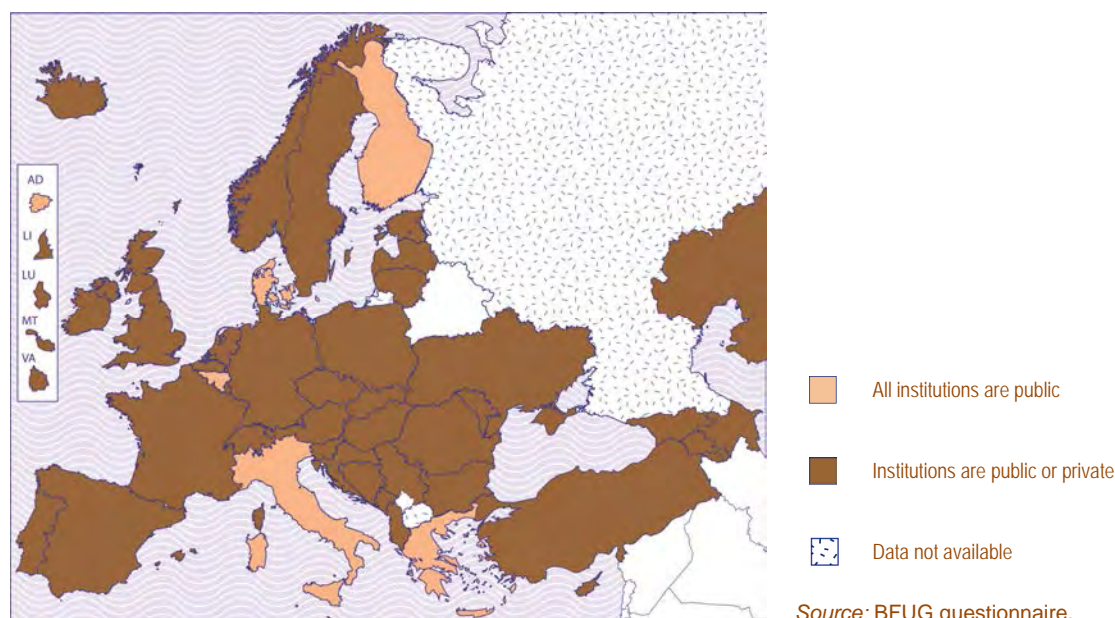 AD
LI
LU
MT
VA
All institutions are public
Institutions are public or private
Data not available
Source: BFUG questionnaire.